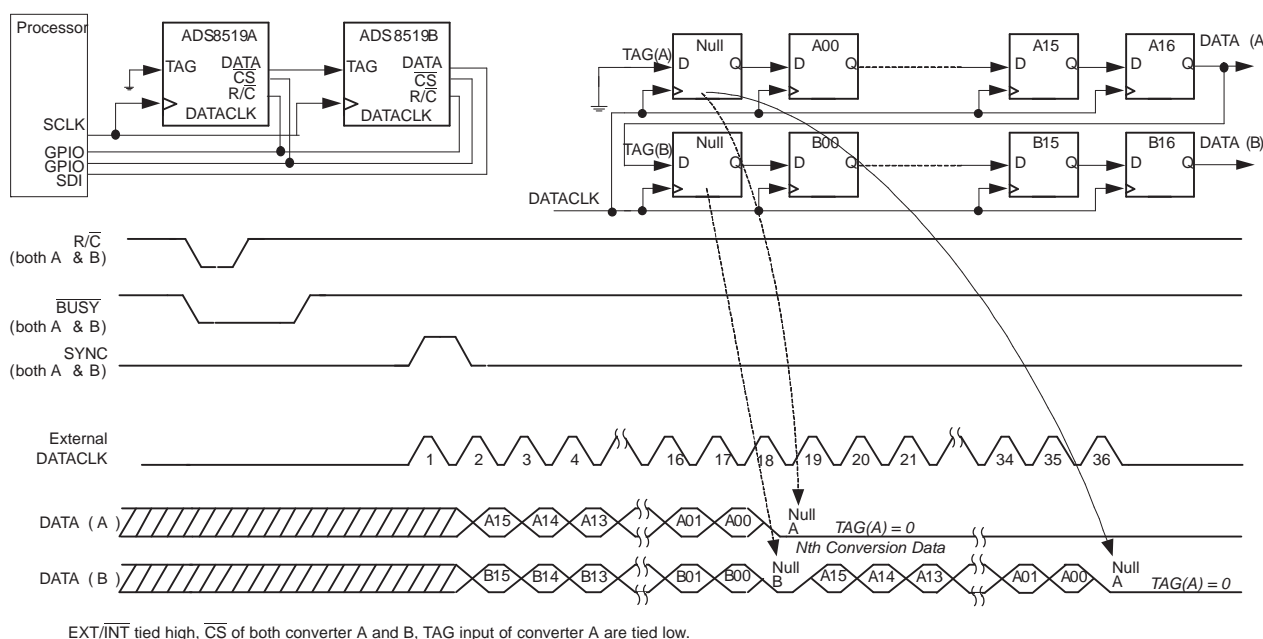 Processor
ADS8519A
ADS8519B
TAG
DATA
CS
R/C
DATACLK
TAG
DATA
CS
R/C
DATACLK
SCLK
GPIO
GPIO
SDI
TAG(A)
Null
D
Q
A00
D
Q
A15
D
Q
A16
D
Q
DATA (A
TAG(B)
Null
D
Q
B00
D
Q
B15
D
Q
B16
D
Q
DATA (B)
DATACLK
R/C
(both A & B)
BUSY
(both A & B)
SYNC
(both A & B)
External
DATACLK
1 2 3 4 16 17 18 19 20 21 34 35 36
DATA (A)
A15 A14 A13 A01 A00
Null
A
TAG(A) = 0
Nth Conversion Data
DATA (B)
B15 B14 B13 B01 B00
Null
B
A15 A14 A13 A01 A00
Null
A
TAG(A) = 0
EXT/INT tied high, CS of both converter A and B, TAG input of converter A are tied low.